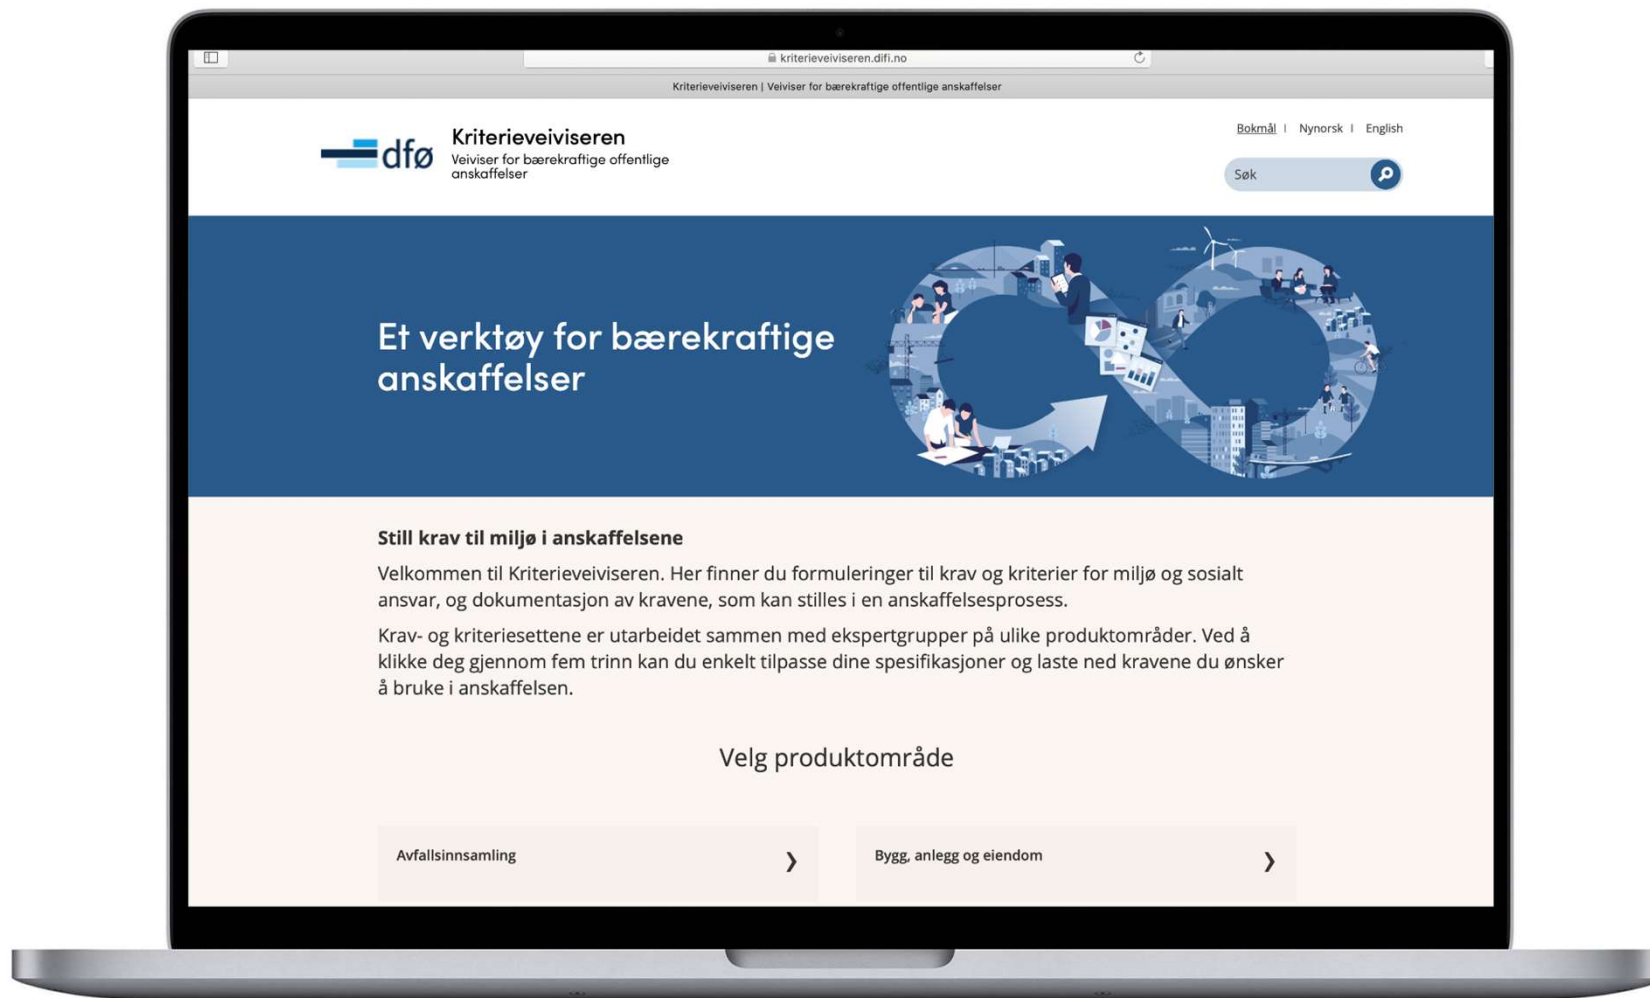 kriterieveiviseren.difi.no
Kriterieveiviseren | Veiviser for bærekraftige offentlige anskaffelser
dfø
Kriterieveiviseren
Veiviser for bærekraftige offentlige
anskaffelser
Bokmål | Nynorsk | English
Søk
Et verktøy for bærekraftige
anskaffelser
Still krav til miljø i anskaffelsene
Velkommen til Kriterieveiviseren. Her finner du formuleringer til krav og kriterier for miljø og sosialt
ansvar, og dokumentasjon av kravene, som kan stilles i en anskaffelsesprosess.
Krav- og kriteriesettene er utarbeidet sammen med ekspertgrupper på ulike produktområder. Ved å
klikke deg gjennom fem trinn kan du enkelt tilpasse dine spesifikasjoner og laste ned kravene du ønsker
å bruke i anskaffelsen.
Velg produktområde
Avfallsinnsamling
Bygg, anlegg og eiendom